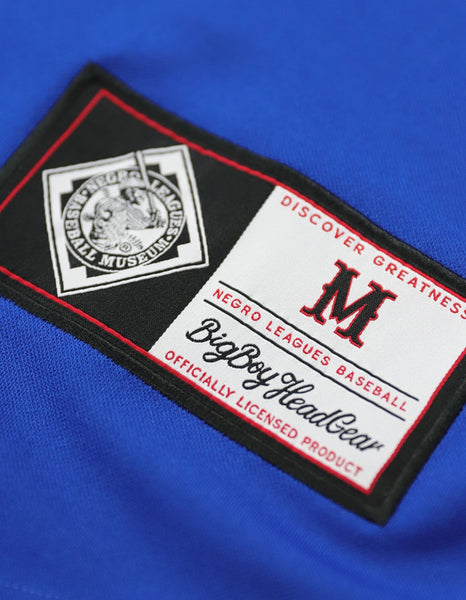 NEGRO LEAGUES
BASEBALL MUSEUM
DISCOVER GREATNESS
M
NEGRO LEAGUES BASEBALL
BigBoy HeadGear
OFFICIALLY LICENSED PRODUCT